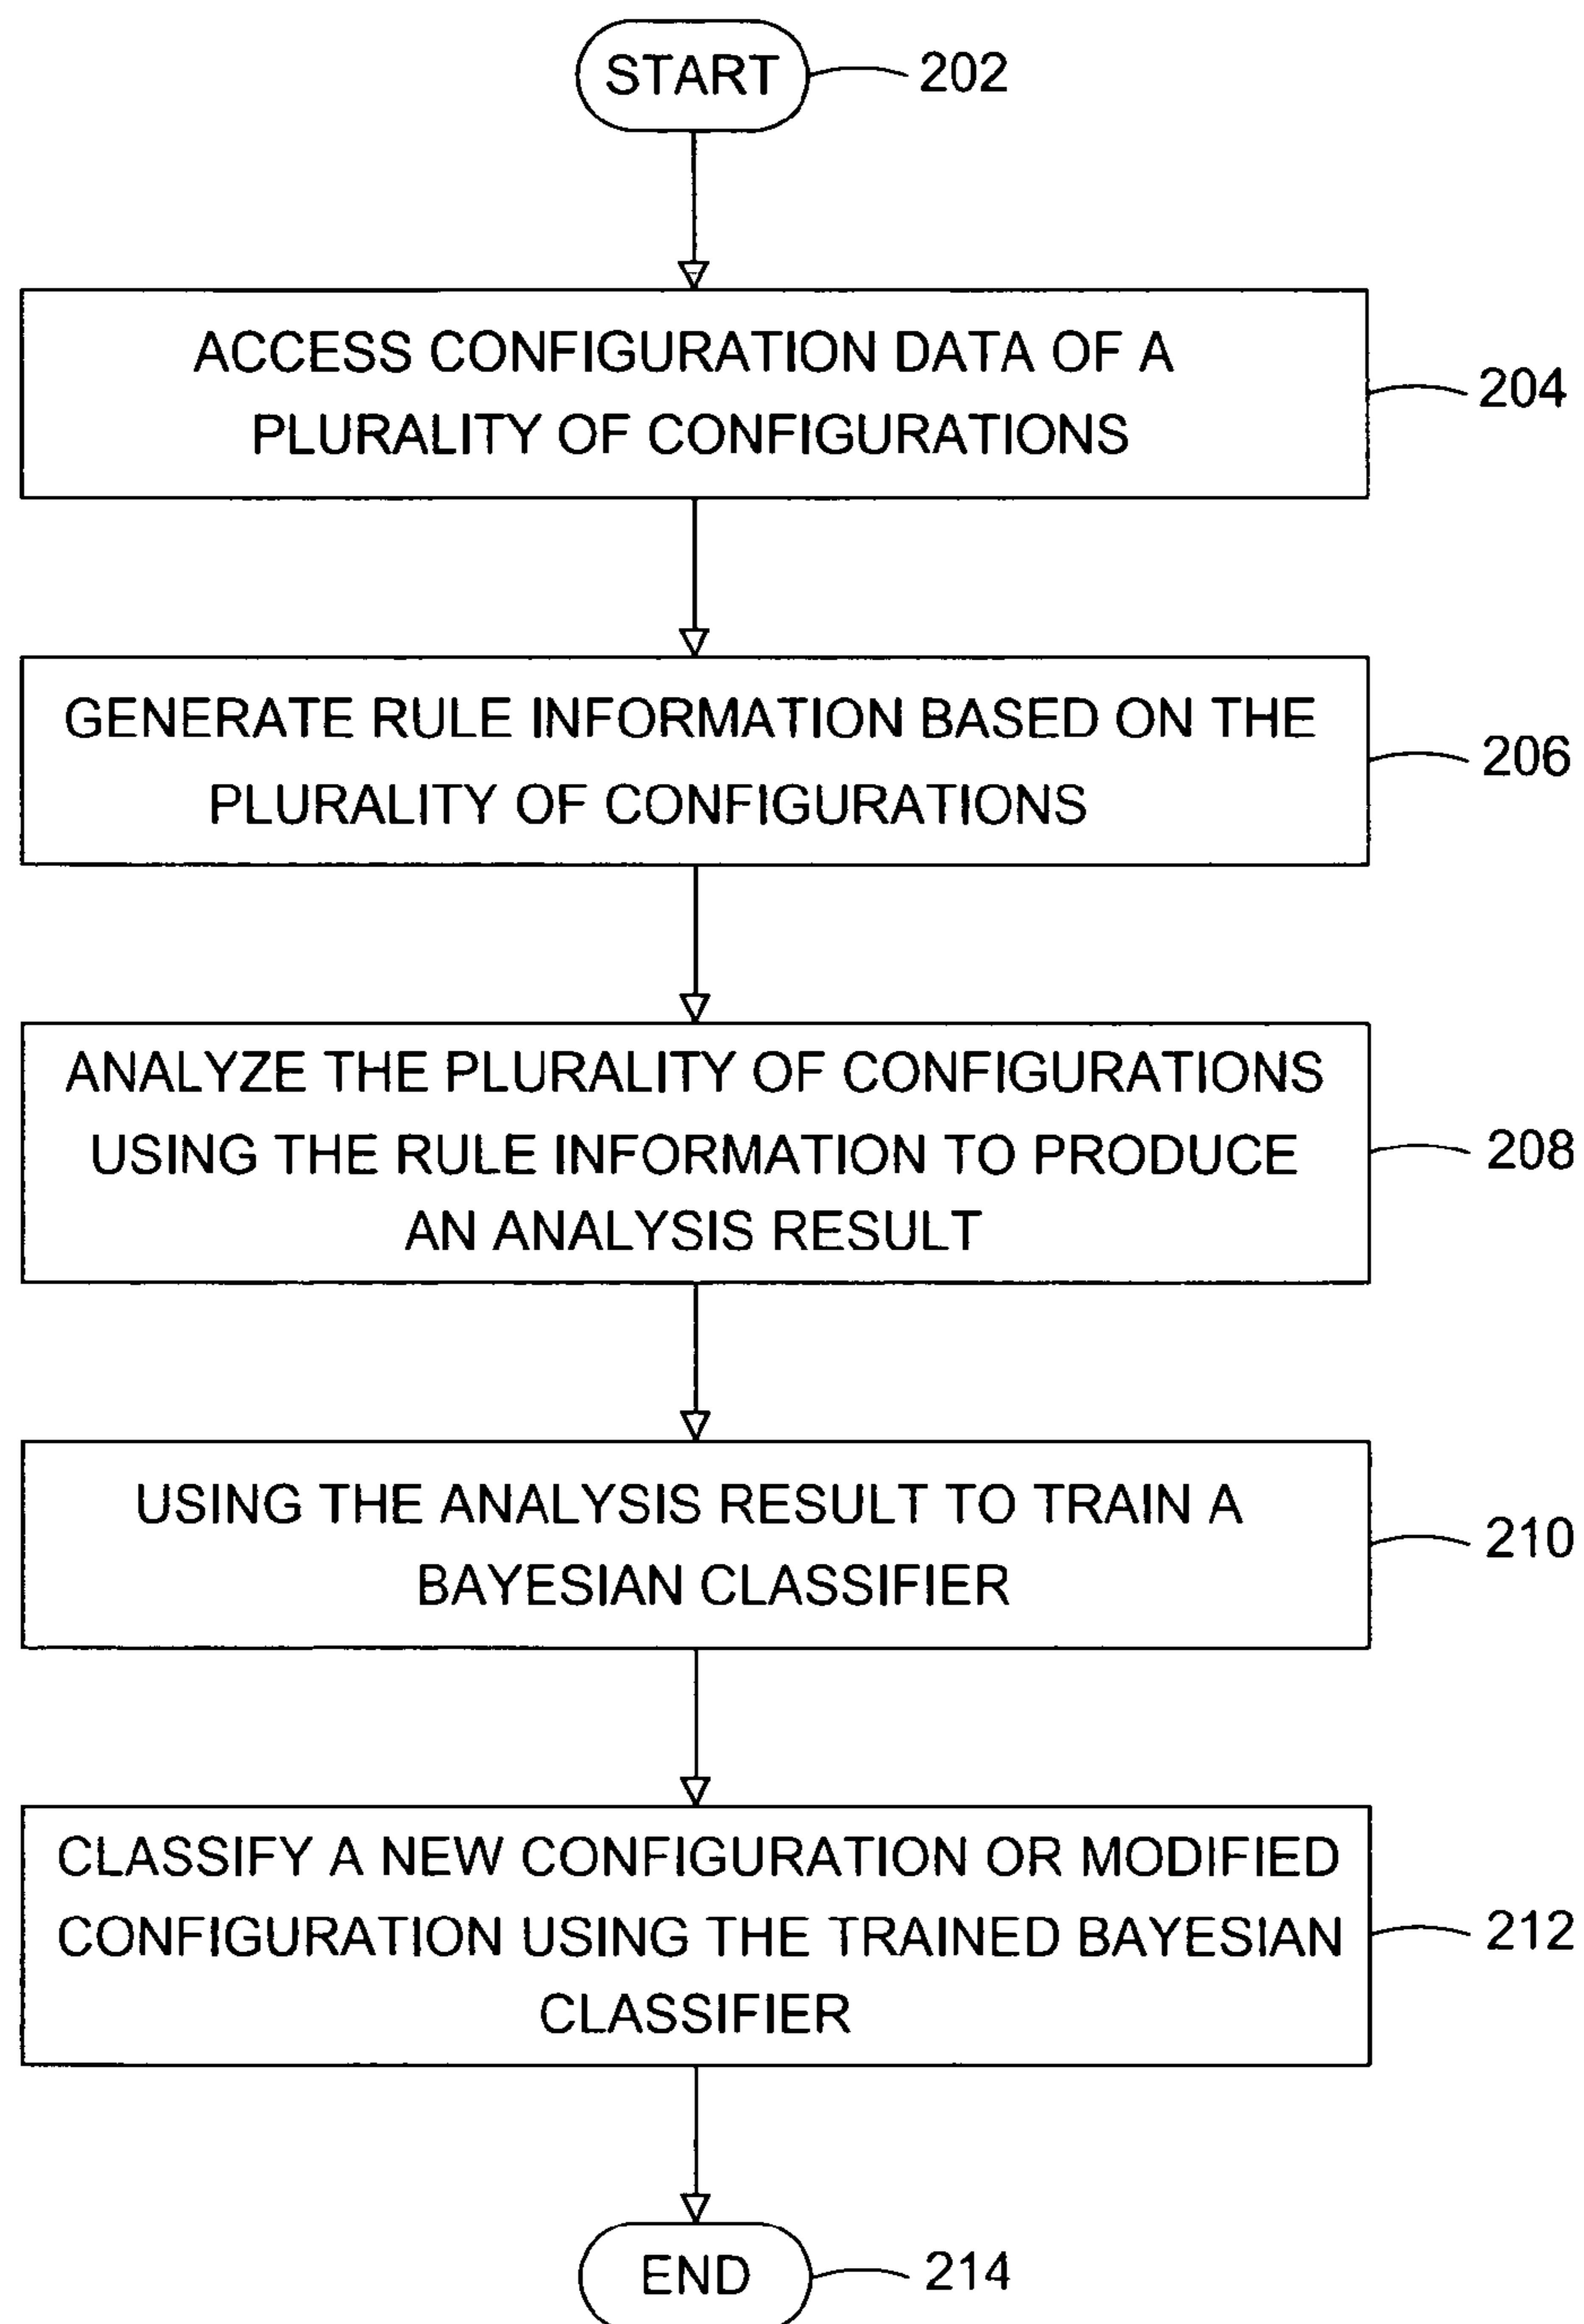 START
202
ACCESS CONFIGURATION DATA OF A
PLURALITY OF CONFIGURATIONS
204
GENERATE RULE INFORMATION BASED ON THE
PLURALITY OF CONFIGURATIONS
206
ANALYZE THE PLURALITY OF CONFIGURATIONS
USING THE RULE INFORMATION TO PRODUCE
AN ANALYSIS RESULT
208
USING THE ANALYSIS RESULT TO TRAIN A
BAYESIAN CLASSIFIER
210
CLASSIFY A NEW CONFIGURATION OR MODIFIED
CONFIGURATION USING THE TRAINED BAYESIAN
CLASSIFIER
212
END
214